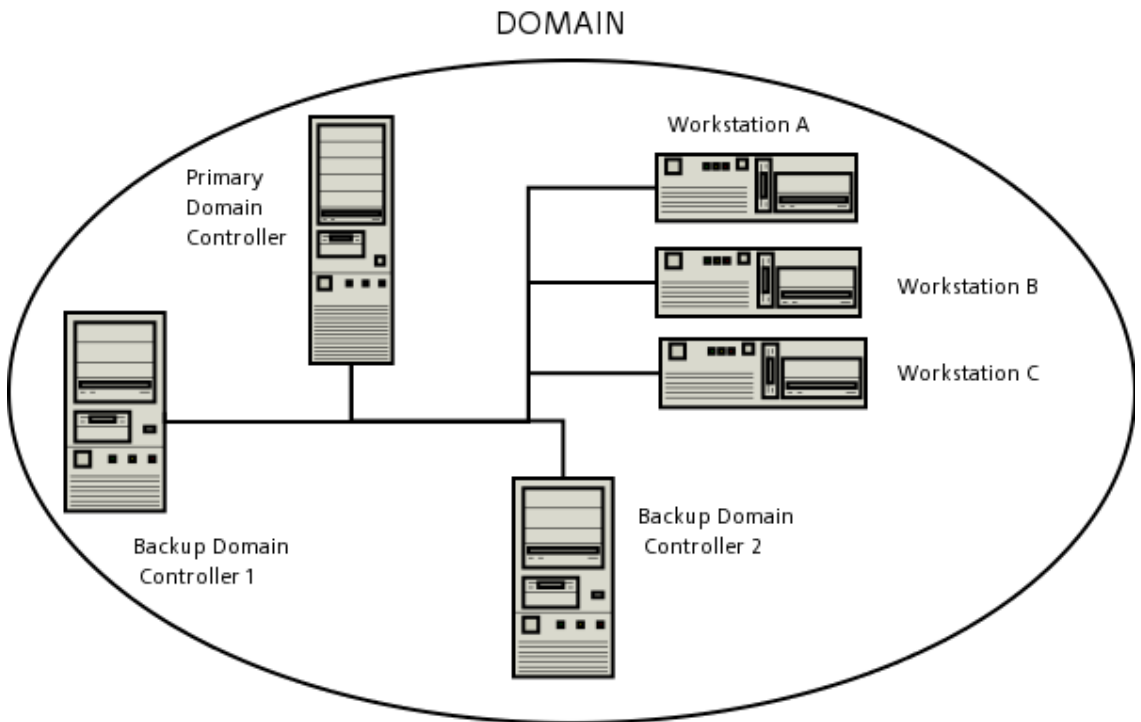 DOMAIN
Workstation A
Primary
Domain
Controller
Workstation B
Workstation C
Backup Domain
Controller 2
Backup Domain
Controller 1